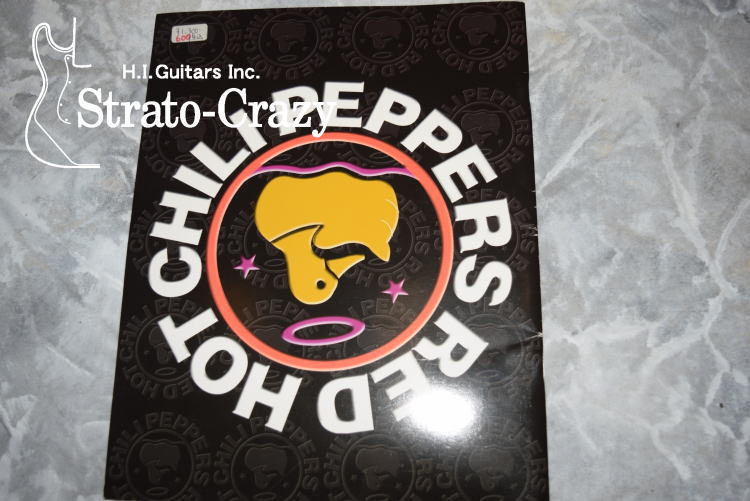 H.I.Guitars Inc.
Strato-Crazy
RED HOT CHILI PEPPERS